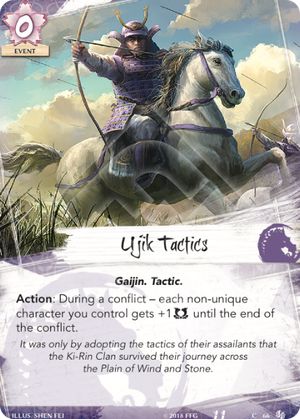 0
EVENT
Ujik Tactics
Gaijin. Tactic.
Action: During a conflict – each non-unique
character you control gets +1 until the end of
the conflict.
It was only by adopting the tactics of their assailants that
the Ki-Rin Clan survived their journey across
the Plain of Wind and Stone.
ILLUS. SHEN FEI
© 2018 FFG
C